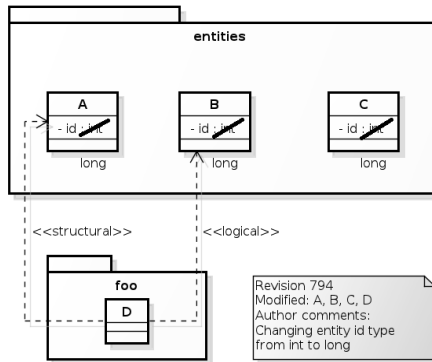 entities
A
B
C
- id : int
- id : int
- id : int
long
long
long
<<structural>>
<<logical>>
foo
D
Revision 794
Modified: A, B, C, D
Author comments:
Changing entity id type
from int to long